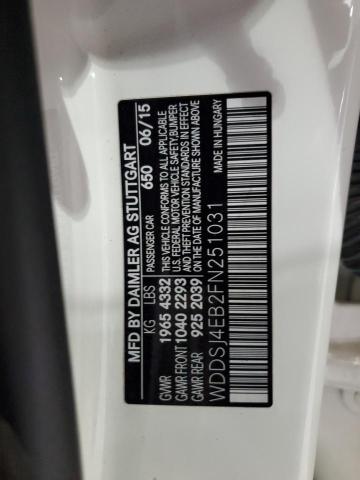 MFD BY DAIMLER AG STUTTGART
KG LBS PASSENGER CAR 650 06/15
GVWR 1965 4332 THIS VEHICLE CONFORMS TO ALL APPLICABLE
GAWR FRONT 1040 2293 U.S. FEDERAL MOTOR VEHICLE SAFETY,BUMPER
GAWR REAR 925 2039 AND THEFT PREVENTION STANDARDS IN EFFECT
ON THE DATE OF MANUFACTURE SHOWN ABOVE
WDDSJ4EB2FN251031 MADE IN HUNGARY